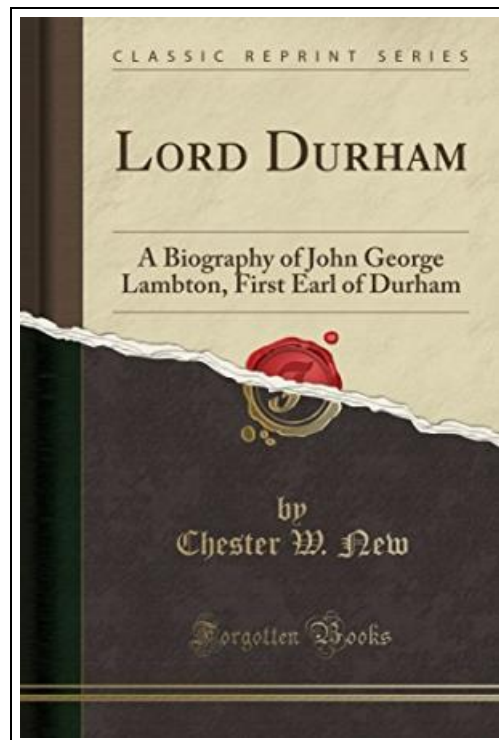 CLASSIC REPRINT SERIES
LORD DURHAM
A Biography of John George
Lambton, First Earl of Durham
F
by
Chester W. New
Forgotten Books